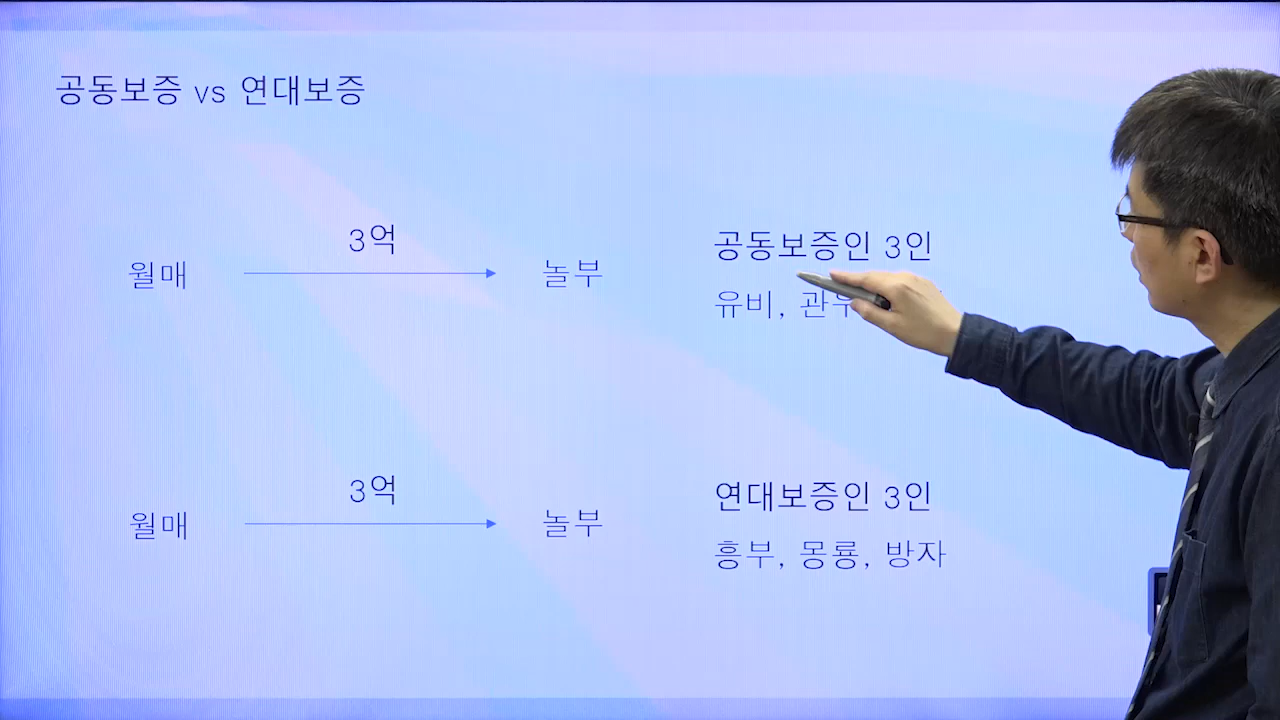 공동보증 vs 연대보증
3억
월매
놀부
공동보증인 3인
유비, 관우
3억
월매
놀부
연대보증인 3인
흥부, 몽룡, 방자